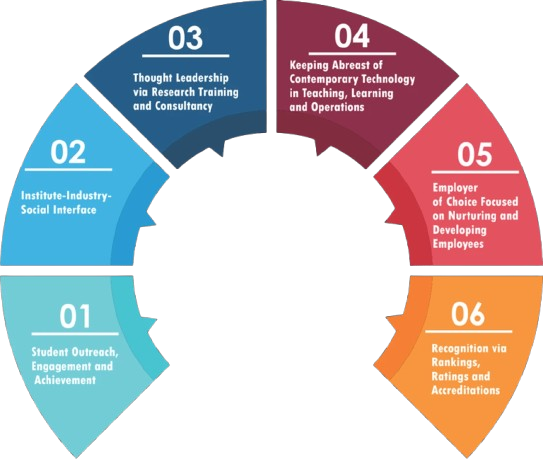 01
Student Outreach,
Engagement and
Achievement
02
Institute-Industry-
Social Interface
03
Thought Leadership
via Research Training
and Consultancy
04
Keeping Abreast of
Contemporary Technology
in Teaching, Learning
and Operations
05
Employer
of Choice Focused
on Nurturing and
Developing
Employees
06
Recognition via
Rankings,
Ratings and
Accreditations